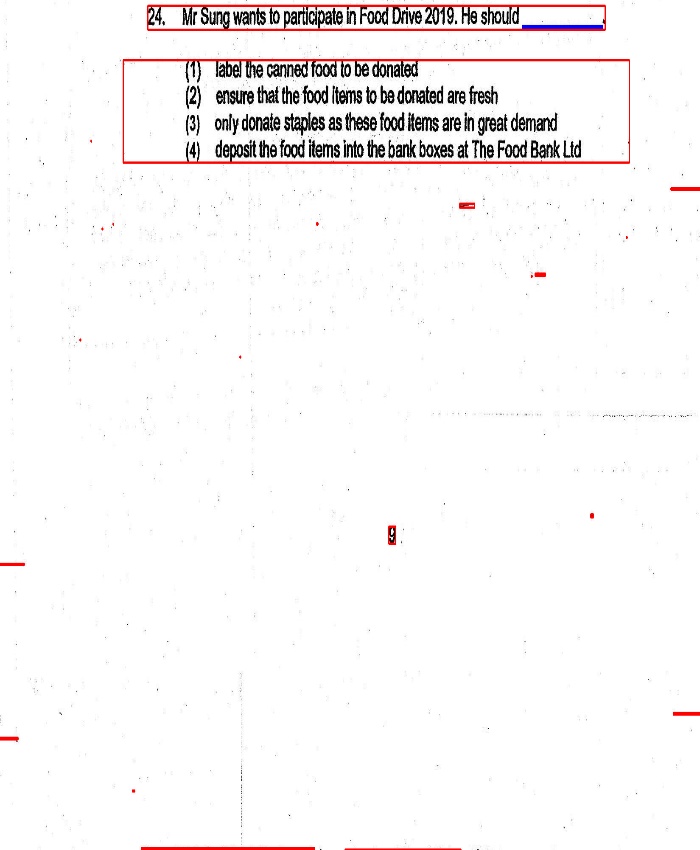 24. Mr Sung wants to participate in Food Drive 2019. He should ________.
(1) label the canned food to be donated
(2) ensure that the food items to be donated are fresh
(3) only donate staples as these food items are in great demand
(4) deposit the food items into the bank boxes at The Food Bank Ltd
9